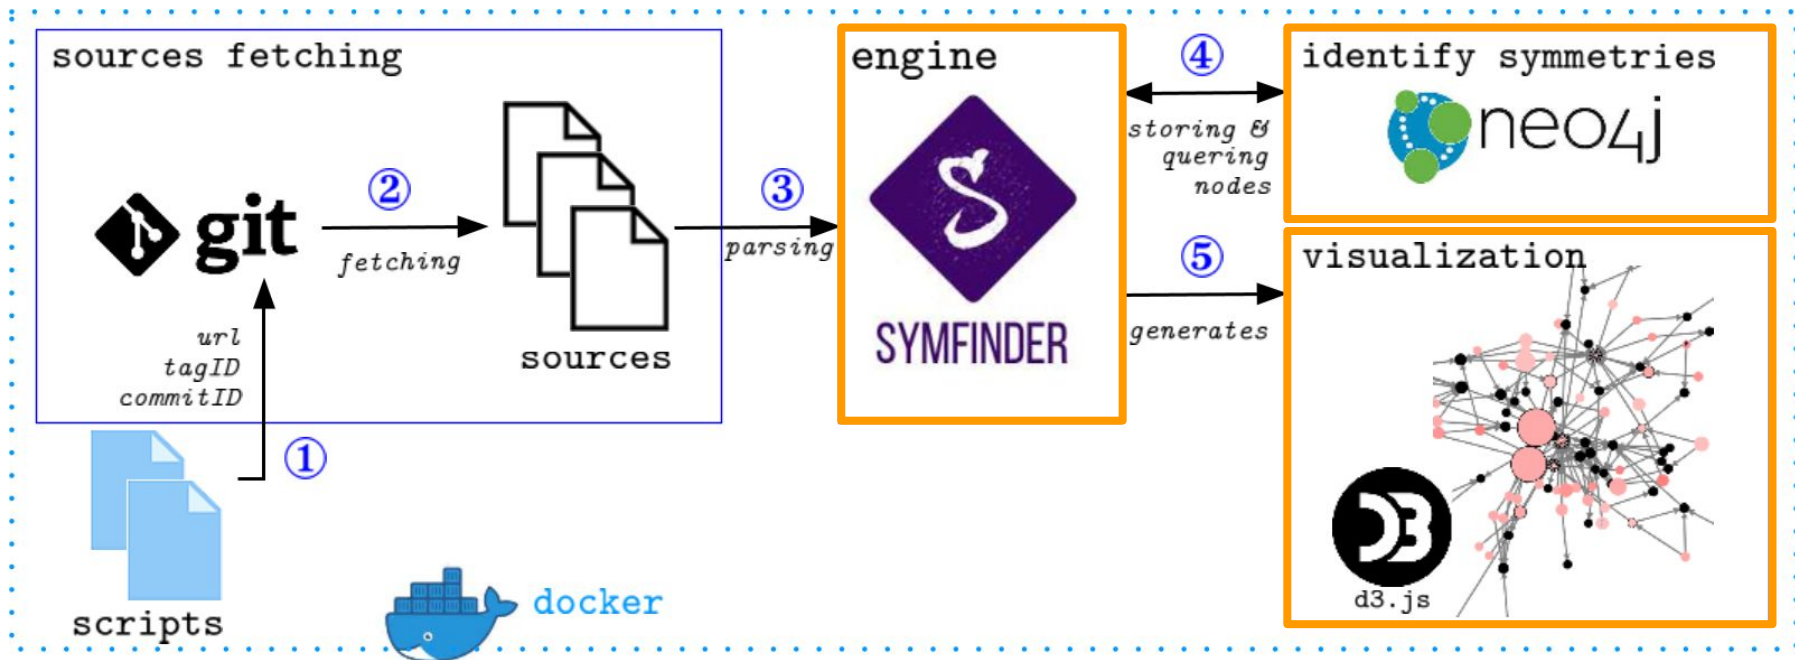 sources fetching
git
url
tagID
commitID
①
scripts
②
fetching
sources
③
parsing
engine
S
SYMFINDER
④
storing &
quering
nodes
identify symmetries
neo4j
⑤
generates
visualization
D3
d3.js
docker